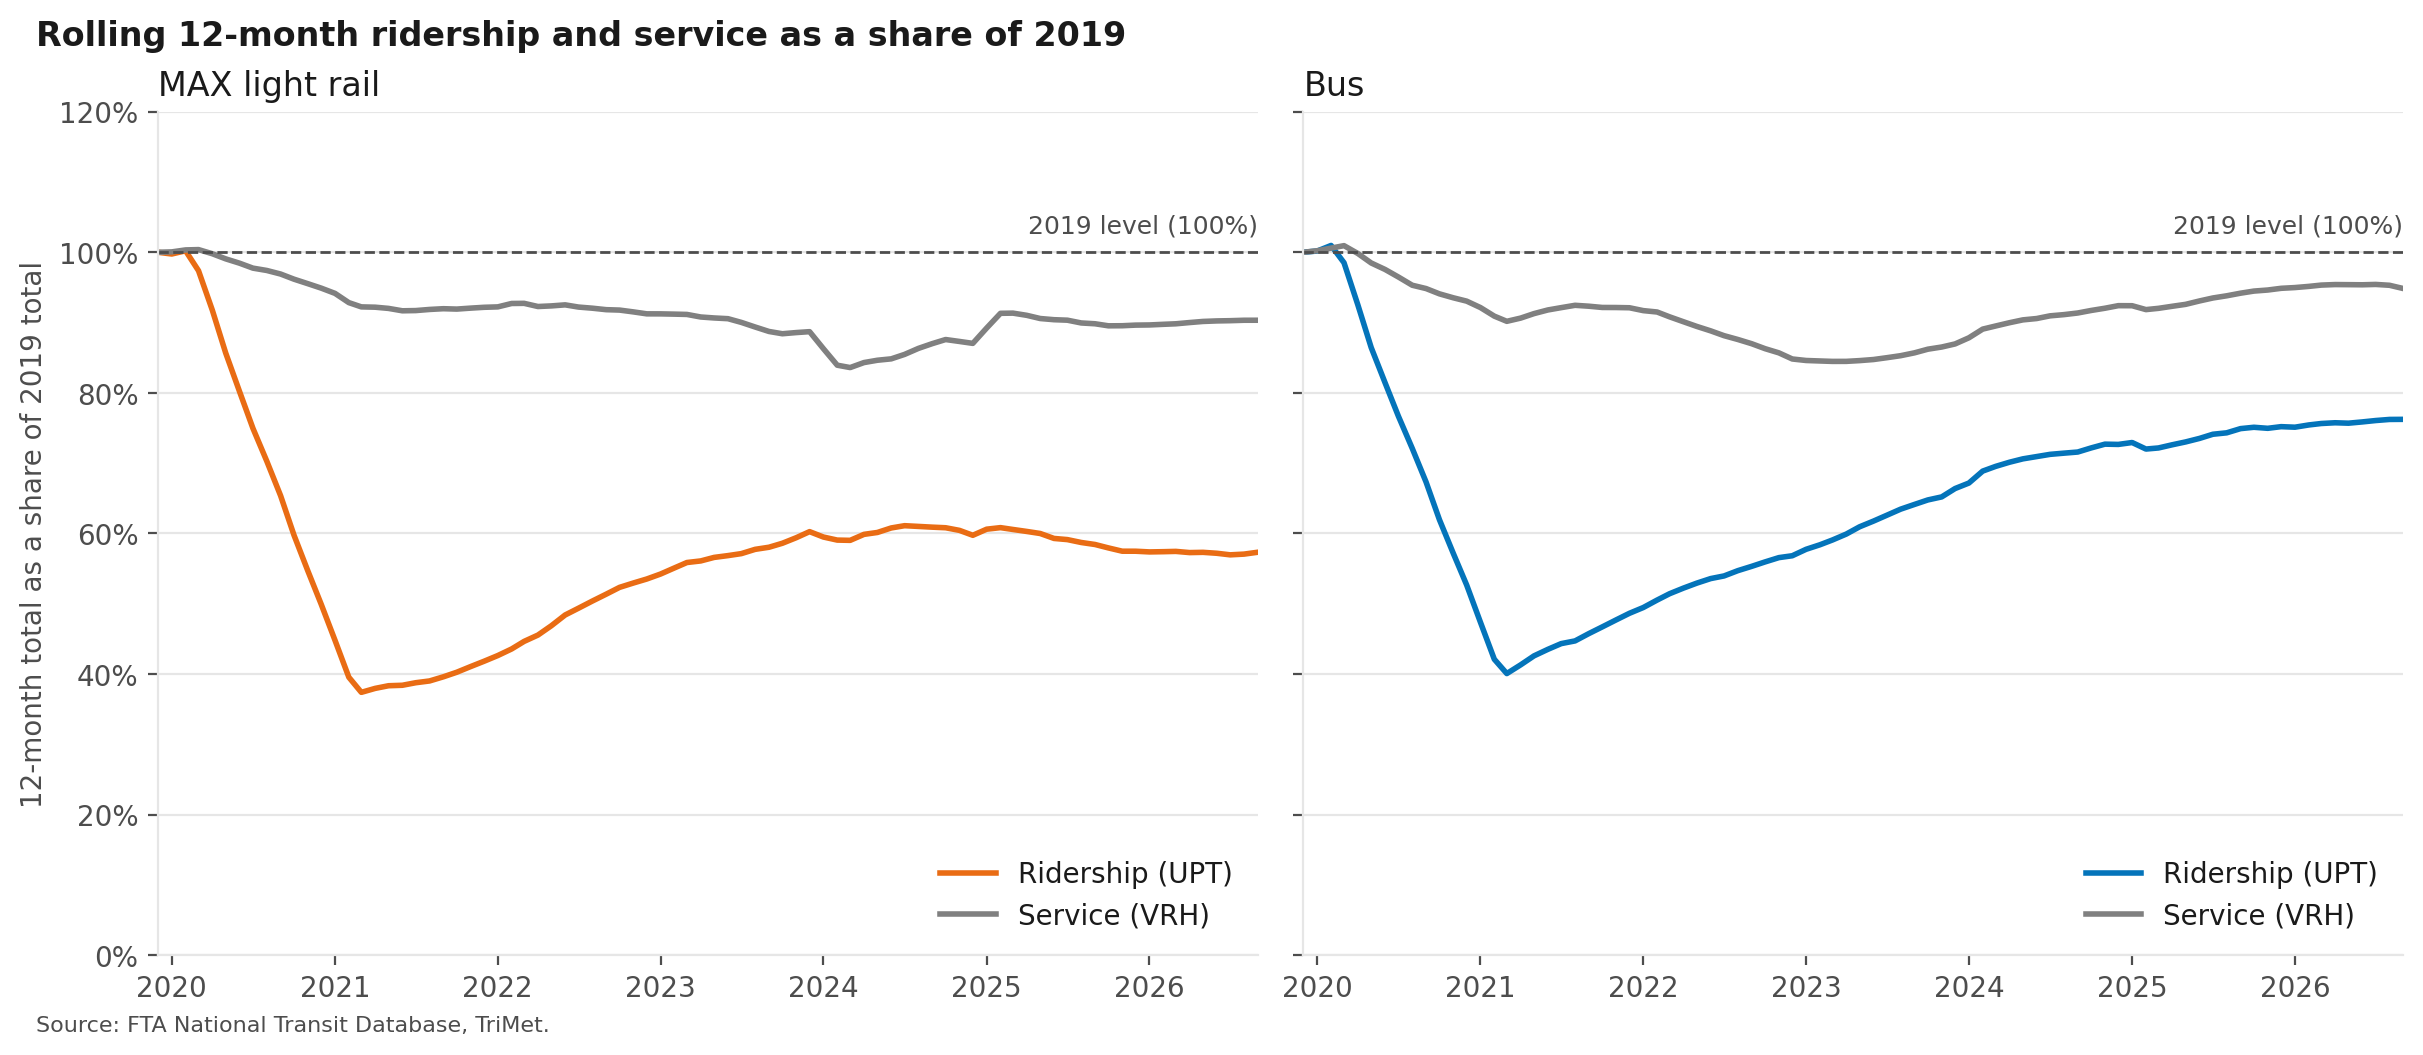 Rolling 12-month ridership and service as a share of 2019
MAX light rail
12-month total as a share of 2019 total
120%
100%
80%
60%
40%
20%
0%
2019 level (100%)
Ridership (UPT)
Service (VRH)
2020 2021 2022 2023 2024 2025 2026
Bus
2019 level (100%)
Ridership (UPT)
Service (VRH)
2020 2021 2022 2023 2024 2025 2026
Source: FTA National Transit Database, TriMet.